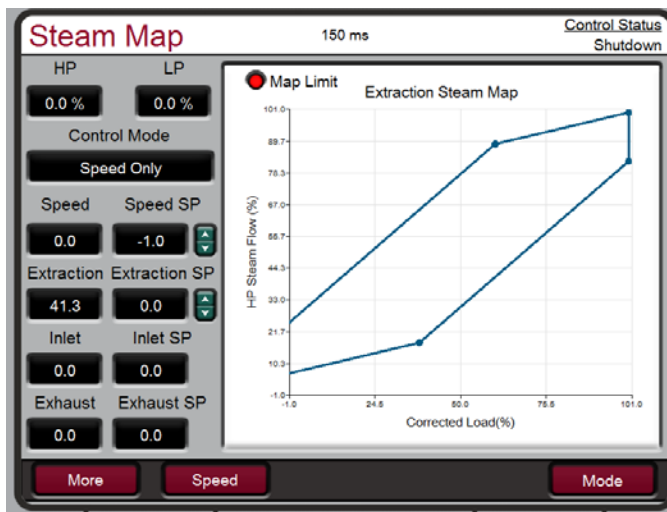 Steam Map
150 ms
Control Status
Shutdown
HP
LP
0.0 %
0.0 %
Control Mode
Speed Only
Speed
Speed SP
0.0
-1.0
Extraction
Extraction SP
41.3
0.0
Inlet
Inlet SP
0.0
0.0
Exhaust
Exhaust SP
0.0
0.0
Map Limit
Extraction Steam Map
HP Steam Flow (%)
101.0
89.7
78.3
67.0
55.7
44.3
33.0
21.7
10.3
-1.0
-1.0
24.5
50.0
75.5
101.0
Corrected Load(%)
More
Speed
Mode